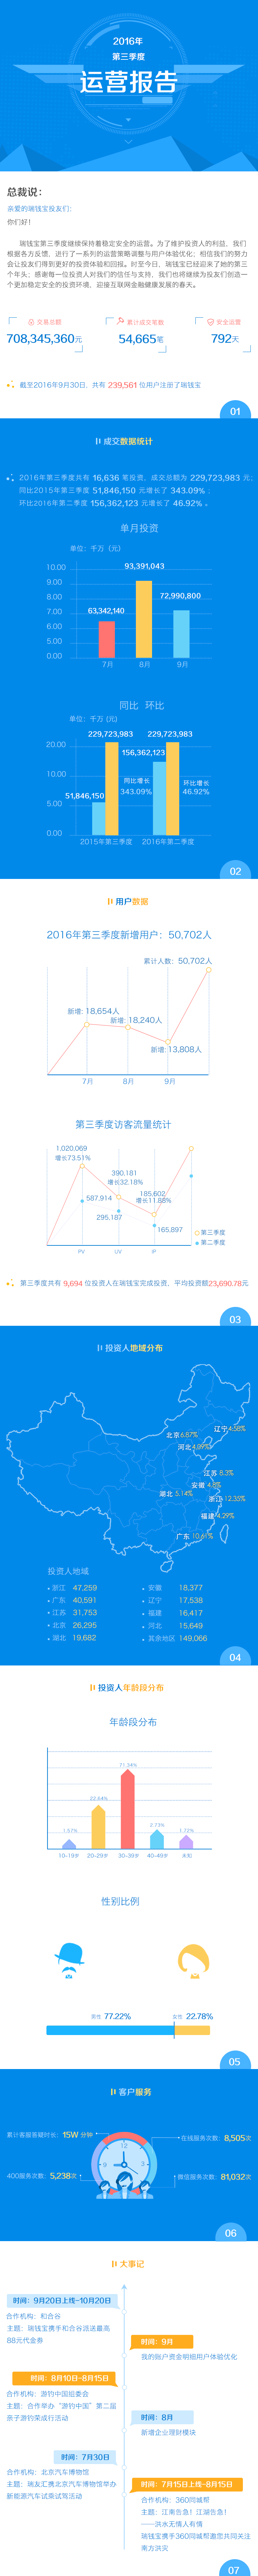 2016年
第三季度
运营报告
总裁说：
亲爱的瑞钱宝投友们：
你们好！
瑞钱宝第三季度继续保持着稳定安全的运营。为了维护投资人的利益，我们
根据各方反馈，进行了一系列的运营策略调整与用户体验优化；相信我们的努力
会让投友们得到更好的投资体验和回报。时至今日，瑞钱宝已经迎来了她的第三
个年头；感谢每一位投资人对我们的信任与支持，我们也将继续为投友们创造一
个更加稳定安全的投资环境，迎接互联网金融健康发展的春天。
交易总额
累计成交笔数
安全运营
708,345,360元
54,665笔
792天
截至2016年9月30日，共有 239,561 位用户注册了瑞钱宝
01
成交数据统计
2016年第三季度共有 16,636 笔投资，成交总额为 229,723,983 元；
同比2015年第三季度 51,846,150 元增长了 343.09%；
环比2016年第二季度 156,362,123 元增长了 46.92%。
单月投资
单位：千万（元）
10.00
9.00
8.00
7.00
6.00
5.00
0.00
63,342,140
93,391,043
72,990,800
7月
8月
9月
同比 环比
单位：千万 (元)
20.00
10.00
5.00
0.00
229,723,983
229,723,983
156,362,123
51,846,150
同比增长
343.09%
环比增长
46.92%
2015年第三季度
2016年第二季度
02
用户数据
2016年第三季度新增用户：50,702人
累计人数：50,702人
新增: 18,654人
新增: 18,240人
新增: 13,808人
7月
8月
9月
第三季度访客流量统计
1,020,069
增长73.51%
587,914
390,181
增长32.18%
295,187
185,602
增长11.88%
165,897
第三季度
第二季度
PV
UV
IP
第三季度共有 9,694 位投资人在瑞钱宝完成投资，平均投资额23,690.78元
03
投资人地域分布
辽宁4.58%
北京6.87%
河北4.09%
江苏 8.3%
安徽 4.8%
湖北 5.14%
浙江 12.35%
福建 4.29%
广东 10.61%
投资人地域
浙江 47,259
广东 40,591
江苏 31,753
北京 26,295
湖北 19,682
安徽 18,377
辽宁 17,538
福建 16,417
河北 15,649
其余地区 149,066
04
投资人年龄段分布
年龄段分布
1.57%
22.64%
71.34%
2.73%
1.72%
10-19岁
20-29岁
30-39岁
40-49岁
未知
性别比例
男性 77.22%
女性 22.78%
05
客户服务
累计客服答疑时长：15W 分钟
在线服务次数：8,505次
400服务次数：5,238次
微信服务次数：81,032次
12
3
9
06
大事记
时间：9月20日上线-10月20日
合作机构：和合谷
主题：瑞钱宝携手和合谷派送最高
88元代金券
时间：9月
我的账户资金明细用户体验优化
时间：8月10日-8月15日
合作机构：游钓中国组委会
主题：合作举办“游钓中国”第二届
亲子游钓荣成行活动
时间：8月
新增企业理财模块
时间：7月30日
合作机构：北京汽车博物馆
主题：瑞友汇携北京汽车博物馆举办
新能源汽车试乘试驾活动
时间：7月15日上线-8月15日
合作机构：360同城帮
主题：江南告急！江湖告急！
——洪水无情人有情
瑞钱宝携手360同城帮邀您共同关注
南方洪灾
07